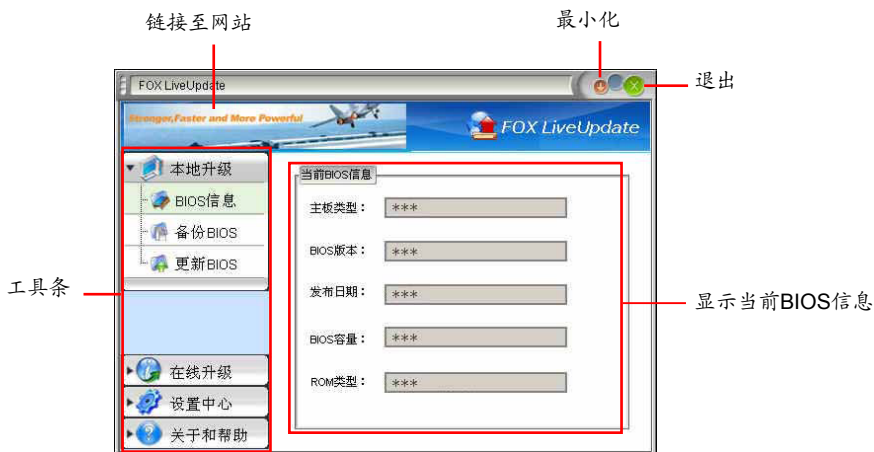 链接至网站
最小化
退出
FOX LiveUpdate
Stronger,Faster and More Powerful
FOX LiveUpdate
本地升级
BIOS信息
备份BIOS
更新BIOS
在线升级
设置中心
关于和帮助
当前BIOS信息
主板类型： ***
BIOS版本： ***
发布日期： ***
BIOS容量： ***
ROM类型： ***
工具条
显示当前BIOS信息